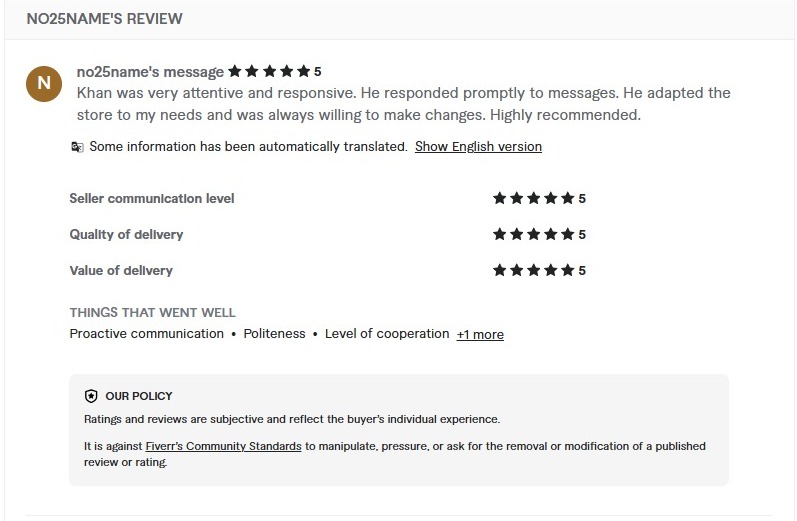 NO25NAME'S REVIEW
N
no25name's message ★★★★★ 5
Khan was very attentive and responsive. He responded promptly to messages. He adapted the
store to my needs and was always willing to make changes. Highly recommended.
Some information has been automatically translated. Show English version
Seller communication level ★★★★★ 5
Quality of delivery ★★★★★ 5
Value of delivery ★★★★★ 5
THINGS THAT WENT WELL
Proactive communication • Politeness • Level of cooperation +1 more
OUR POLICY
Ratings and reviews are subjective and reflect the buyer's individual experience.
It is against Fiverr's Community Standards to manipulate, pressure, or ask for the removal or modification of a published
review or rating.